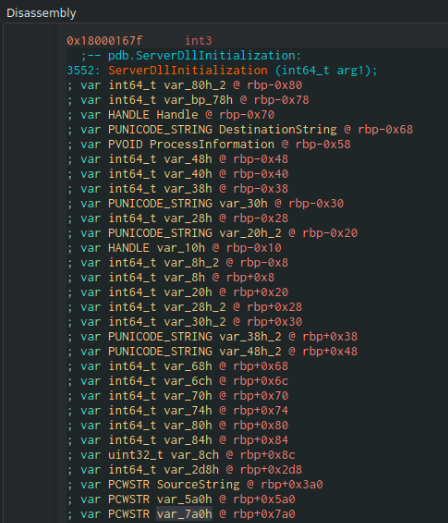 Disassembly
0x18000167f int3
;-- pdb.ServerDllInitialization:
3552: ServerDllInitialization (int64_t arg1);
; var int64_t var_80h_2 @ rbp-0x80
; var int64_t var_bp_78h @ rbp-0x78
; var HANDLE Handle @ rbp-0x70
; var PUNICODE_STRING DestinationString @ rbp-0x68
; var PVOID ProcessInformation @ rbp-0x58
; var int64_t var_48h @ rbp-0x48
; var int64_t var_40h @ rbp-0x40
; var int64_t var_38h @ rbp-0x38
; var PUNICODE_STRING var_30h @ rbp-0x30
; var int64_t var_28h @ rbp-0x28
; var PUNICODE_STRING var_20h_2 @ rbp-0x20
; var HANDLE var_10h @ rbp-0x10
; var int64_t var_8h_2 @ rbp-0x8
; var int64_t var_8h @ rbp+0x8
; var int64_t var_20h @ rbp+0x20
; var int64_t var_28h_2 @ rbp+0x28
; var int64_t var_30h_2 @ rbp+0x30
; var PUNICODE_STRING var_38h_2 @ rbp+0x38
; var PUNICODE_STRING var_48h_2 @ rbp+0x48
; var int64_t var_68h @ rbp+0x68
; var int64_t var_6ch @ rbp+0x6c
; var int64_t var_70h @ rbp+0x70
; var int64_t var_74h @ rbp+0x74
; var int64_t var_80h @ rbp+0x80
; var int64_t var_84h @ rbp+0x84
; var uint32_t var_8ch @ rbp+0x8c
; var int64_t var_2d8h @ rbp+0x2d8
; var PCWSTR SourceString @ rbp+0x3a0
; var PCWSTR var_5a0h @ rbp+0x5a0
; var PCWSTR var_7a0h @ rbp+0x7a0